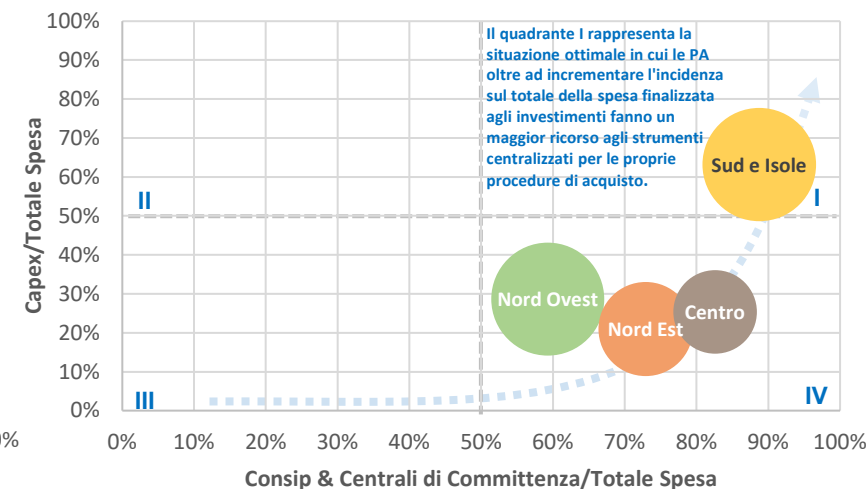 100%
90%
80%
70%
60%
50%
40%
30%
20%
10%
0%
Capex/Totale Spesa
Il quadrante I rappresenta la
situazione ottimale in cui le PA
oltre ad incrementare l'incidenza
sul totale della spesa finalizzata
agli investimenti fanno un
maggior ricorso agli strumenti
centralizzati per le proprie
procedure di acquisto.
Sud e Isole
II
I
Nord Ovest
Nord Est
Centro
III
IV
0%
0%
10%
20%
30%
40%
50%
60%
70%
80%
90%
100%
Consip & Centrali di Committenza/Totale Spesa